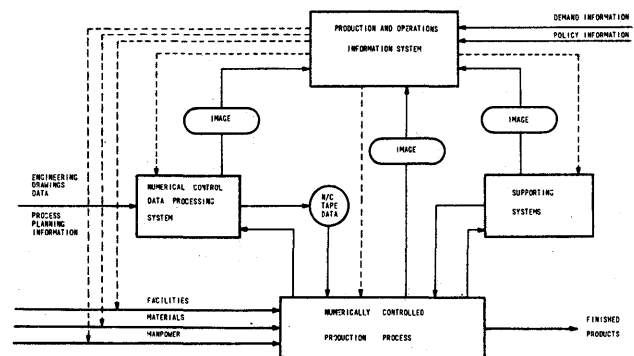 DEMAND INFORMATION
POLICY INFORMATION
PRODUCTION AND OPERATIONS
INFORMATION SYSTEM
IMAGE
IMAGE
IMAGE
ENGINEERING
DRAWINGS
DATA
PROCESS
PLANNING
INFORMATION
NUMERICAL CONTROL
DATA PROCESSING
SYSTEM
N/C
TAPE
DATA
SUPPORTING
SYSTEMS
FACILITIES
MATERIALS
MANPOWER
NUMERICALLY CONTROLLED
PRODUCTION PROCESS
FINISHED
PRODUCTS